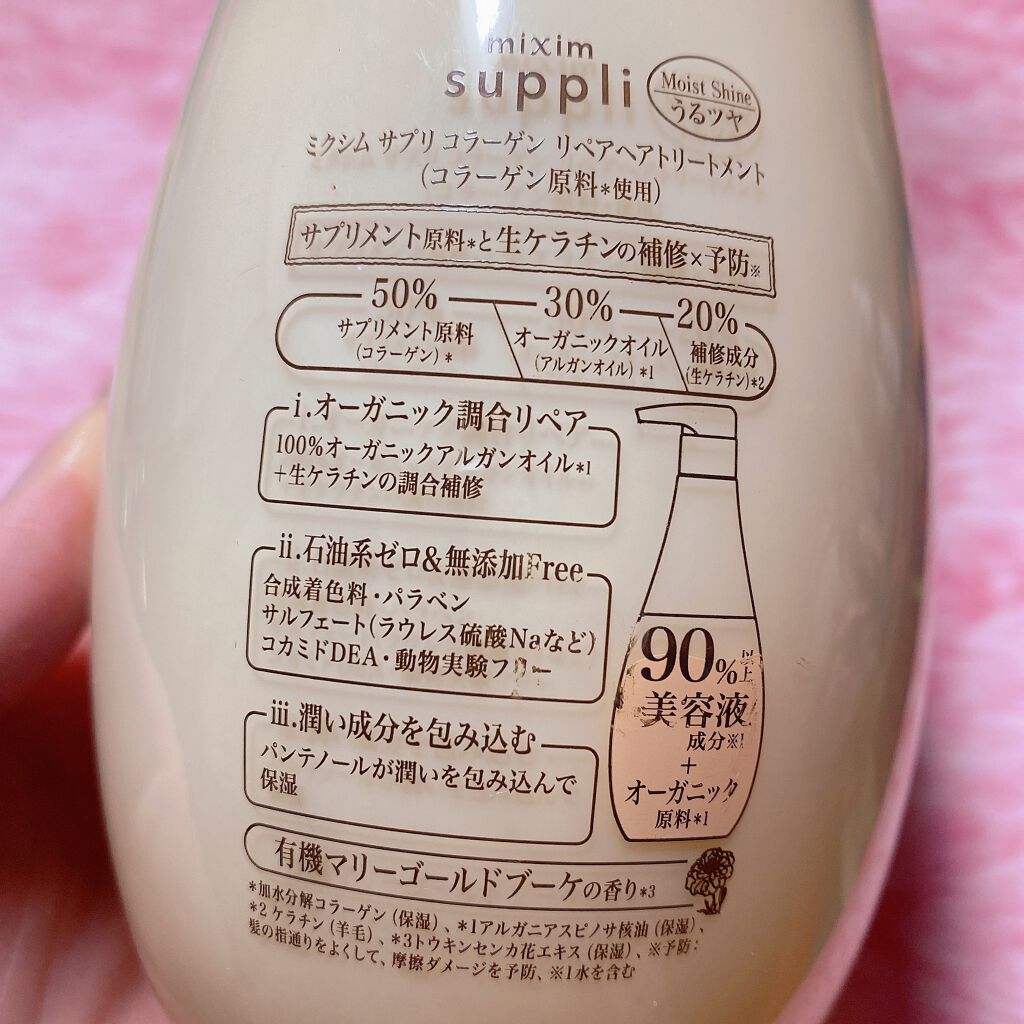 mixim
suppli
Moist Shine
うるツヤ
ミクシム サプリ コラーゲン リペアヘアトリートメント
(コラーゲン原料*使用)
サプリメント原料*と生ケラチンの補修×予防※
50%
サプリメント原料
(コラーゲン)*
30%
オーガニックオイル
(アルガンオイル)*1
20%
補修成分
(生ケラチン)*2
i.オーガニック調合リペア
100%オーガニックアルガンオイル*1
+生ケラチンの調合補修
ii.石油系ゼロ&無添加Free
合成着色料・パラベン
サルフェート(ラウレス硫酸Naなど)
コカミドDEA・動物実験フリー
iii.潤い成分を包み込む
パンテノールが潤いを包み込んで
保湿
90%以上
美容液
成分※1
+
オーガニック
原料*1
有機マリーゴールドブーケの香り*3
*加水分解コラーゲン(保湿)、*1アルガニアスピノサ核油(保湿)、
*2 ケラチン(羊毛)、*3トウキンセンカ花エキス(保湿)、※予防:
髪の指通りをよくして、摩擦ダメージを予防、※1水を含む